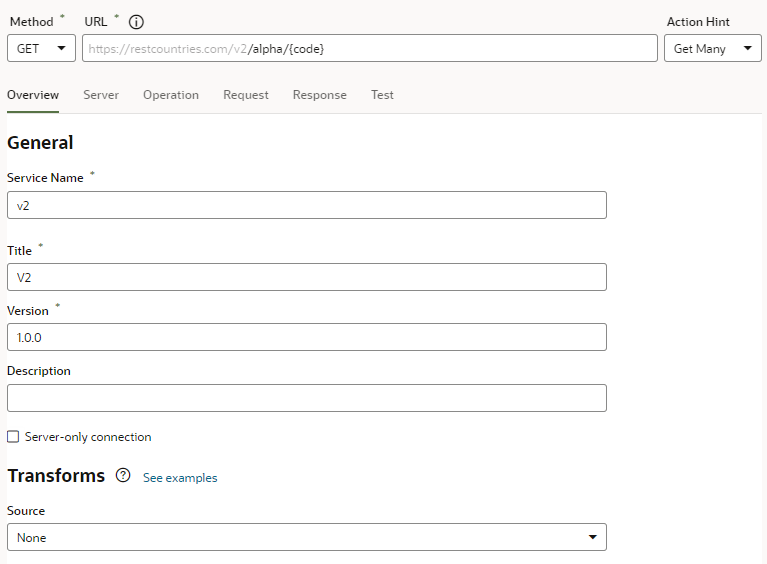 Method * URL * Action Hint
GET https://restcountries.com/v2/alpha/{code} Get Many
Overview Server Operation Request Response Test
General
Service Name *
v2
Title *
V2
Version *
1.0.0
Description
Server-only connection
Transforms ? See examples
Source
None